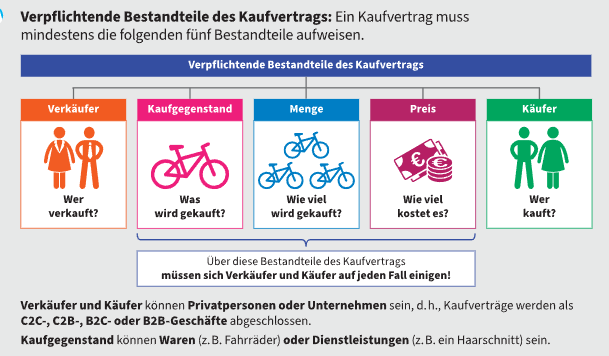 Verpflichtende Bestandteile des Kaufvertrags: Ein Kaufvertrag muss
mindestens die folgenden fünf Bestandteile aufweisen.
Verpflichtende Bestandteile des Kaufvertrags
Verkäufer
Wer
verkauft?
Kaufgegenstand
Was
wird gekauft?
Menge
Wie viel
wird gekauft?
Preis
Wie viel
kostet es?
Käufer
Wer
kauft?
Über diese Bestandteile des Kaufvertrags
müssen sich Verkäufer und Käufer auf jeden Fall einigen!
Verkäufer und Käufer können Privatpersonen oder Unternehmen sein, d. h., Kaufverträge werden als
C2C-, C2B-, B2C- oder B2B-Geschäfte abgeschlossen.
Kaufgegenstand können Waren (z. B. Fahrräder) oder Dienstleistungen (z. B. ein Haarschnitt) sein.